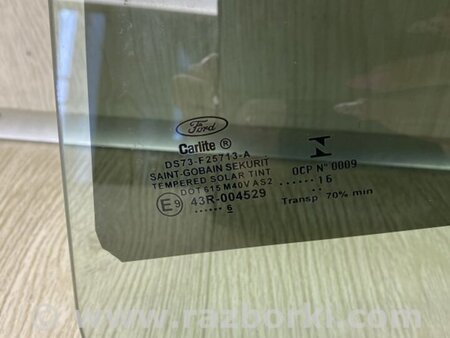 Ford
Carlite ®
DS73-F25713-A
SAINT-GOBAIN SEKURIT
TEMPERED SOLAR TINT
DOT 615 M40V AS2
E9 43R-004529
...... 6
OCP N° 0009
...... 16
Transp 70% min
www.razborki.com